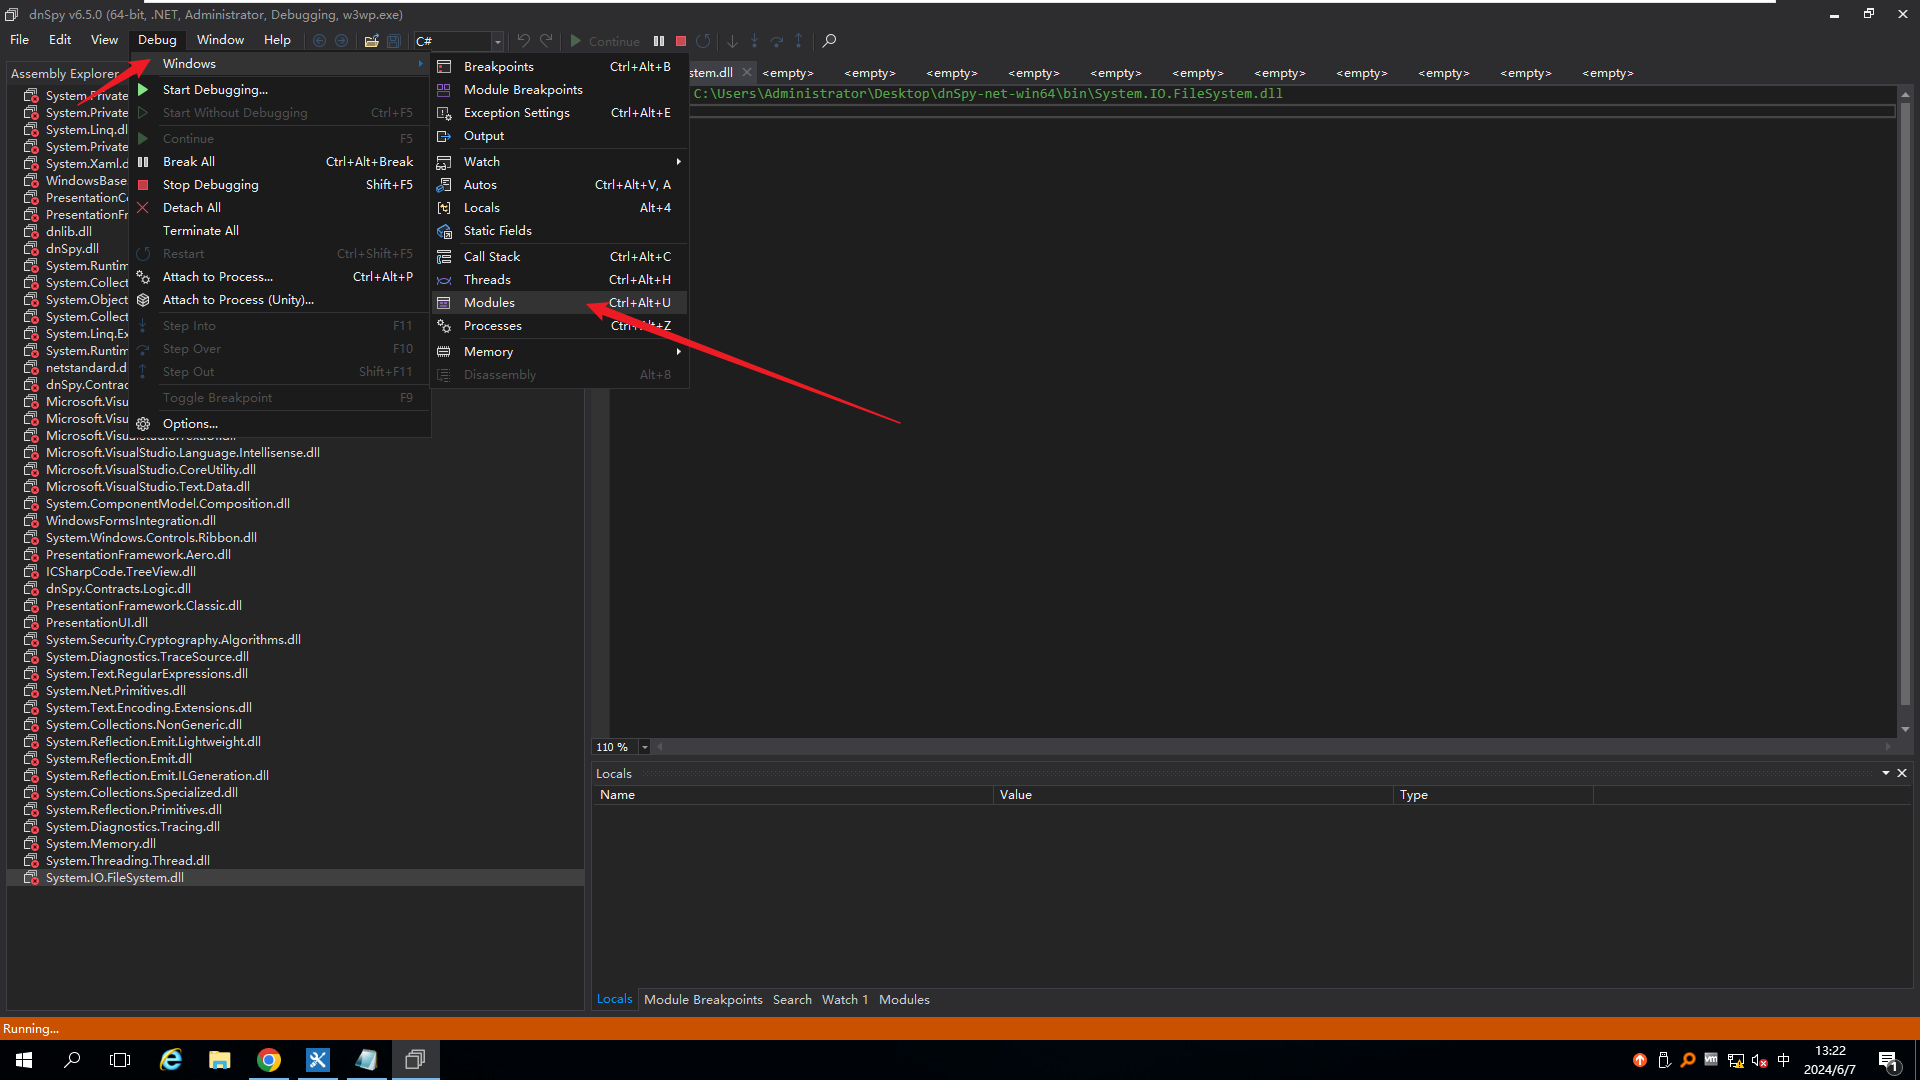 dnSpy v6.5.0 (64-bit, .NET, Administrator, Debugging, w3wp.exe)
File Edit View Debug Window Help C# Continue
Assembly Explorer
System.Private
System.Private
System.Linq.dl
System.Private
System.Xaml.d
WindowsBase.
PresentationCo
PresentationFr
dnlib.dll
dnSpy.dll
System.Runtim
System.Collect
System.Object
System.Collect
System.Linq.Ex
System.Runtim
netstandard.d
dnSpy.Contrac
Microsoft.Visu
Microsoft.Visu
Microsoft.VisualStudio.Text.UI.dll
Microsoft.VisualStudio.Language.Intellisense.dll
Microsoft.VisualStudio.CoreUtility.dll
Microsoft.VisualStudio.Text.Data.dll
System.ComponentModel.Composition.dll
WindowsFormsIntegration.dll
System.Windows.Controls.Ribbon.dll
PresentationFramework.Aero.dll
ICSharpCode.TreeView.dll
dnSpy.Contracts.Logic.dll
PresentationFramework.Classic.dll
PresentationUI.dll
System.Security.Cryptography.Algorithms.dll
System.Diagnostics.TraceSource.dll
System.Text.RegularExpressions.dll
System.Net.Primitives.dll
System.Text.Encoding.Extensions.dll
System.Collections.NonGeneric.dll
System.Reflection.Emit.Lightweight.dll
System.Reflection.Emit.dll
System.Reflection.Emit.ILGeneration.dll
System.Collections.Specialized.dll
System.Reflection.Primitives.dll
System.Diagnostics.Tracing.dll
System.Memory.dll
System.Threading.Thread.dll
System.IO.FileSystem.dll
Windows
Start Debugging...
Start Without Debugging Ctrl+F5
Continue F5
Break All Ctrl+Alt+Break
Stop Debugging Shift+F5
Detach All
Terminate All
Restart Ctrl+Shift+F5
Attach to Process... Ctrl+Alt+P
Attach to Process (Unity)...
Step Into F11
Step Over F10
Step Out Shift+F11
Toggle Breakpoint F9
Options...
Breakpoints Ctrl+Alt+B
Module Breakpoints
Exception Settings Ctrl+Alt+E
Output
Watch
Autos Ctrl+Alt+V, A
Locals Alt+4
Static Fields
Call Stack Ctrl+Alt+C
Threads Ctrl+Alt+H
Modules Ctrl+Alt+U
Processes Ctrl+Alt+Z
Memory
Disassembly Alt+8
stem.dll <empty> <empty> <empty> <empty> <empty> <empty> <empty> <empty> <empty> <empty> <empty>
C:\Users\Administrator\Desktop\dnSpy-net-win64\bin\System.IO.FileSystem.dll
110 %
Locals
Name Value Type
Locals Module Breakpoints Search Watch 1 Modules
Running...
中
13:22
2024/6/7
1